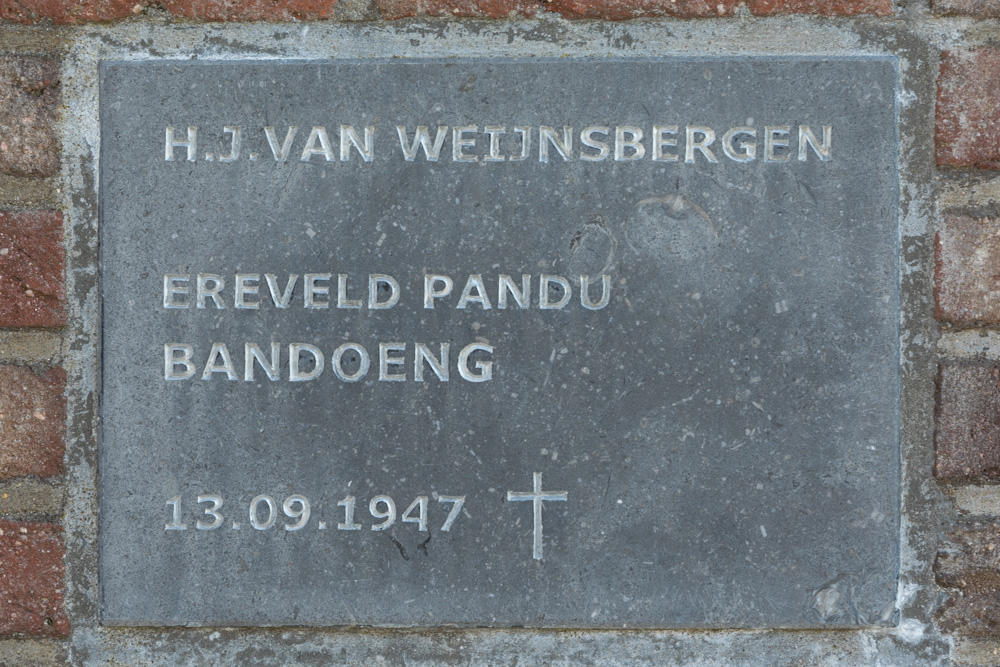 H.J. VAN WEIJNSBERGEN
EREVELD PANDU
BANDOENG
13.09.1947